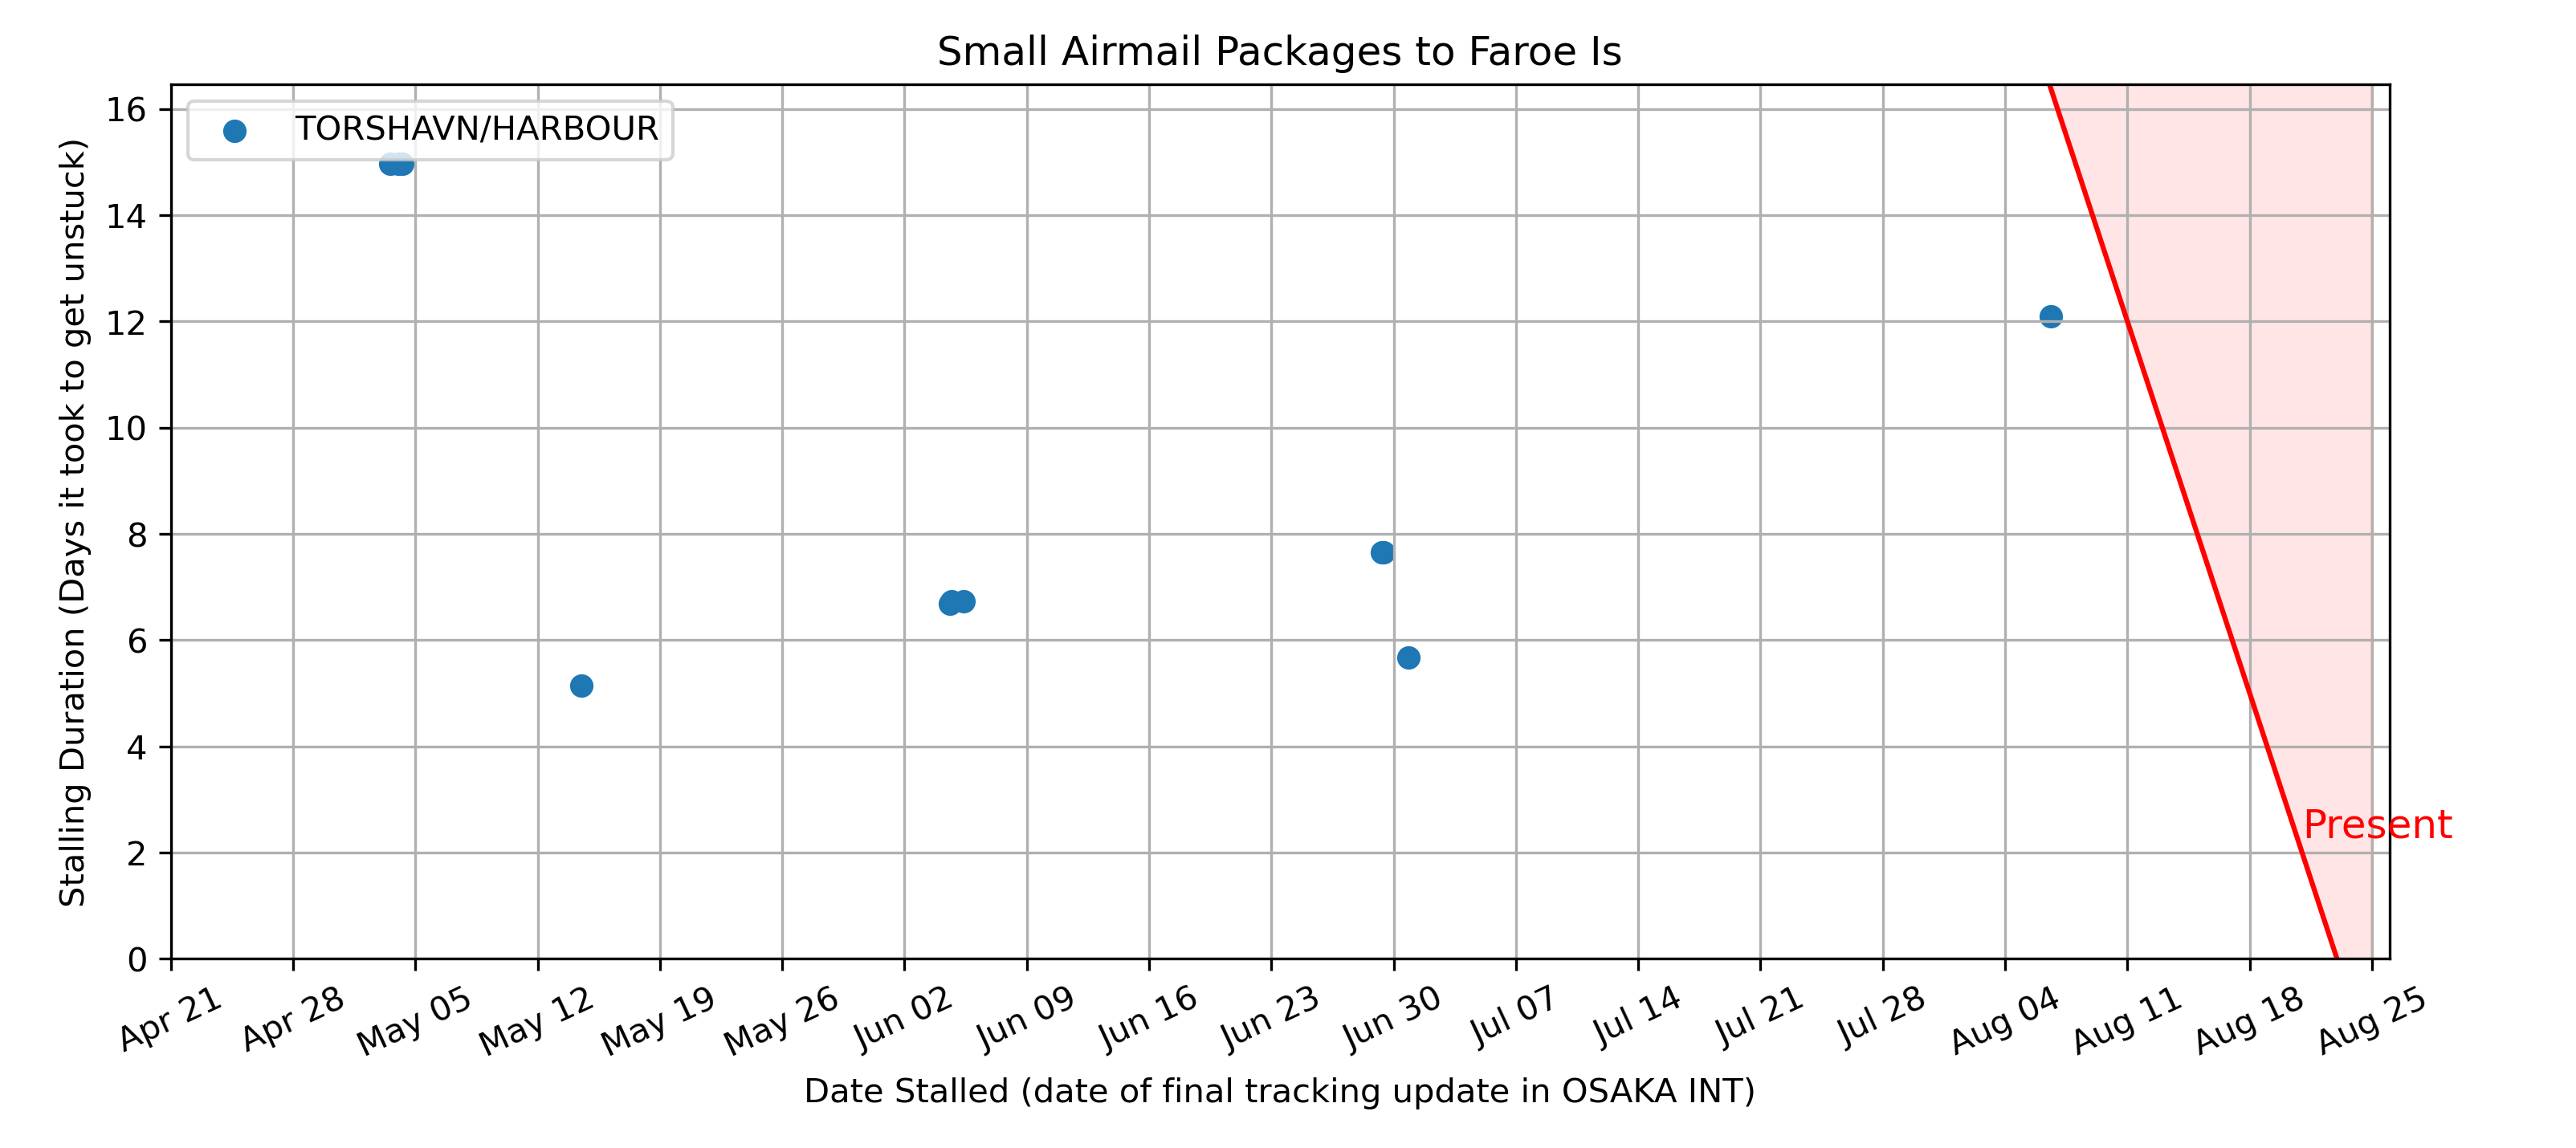 Small Airmail Packages to Faroe Is
TORSHAVN/HARBOUR
Stalling Duration (Days it took to get unstuck)
16
14
12
10
8
6
4
2
0
Present
Apr 21
Apr 28
May 05
May 12
May 19
May 26
Jun 02
Jun 09
Jun 16
Jun 23
Jun 30
Jul 07
Jul 14
Jul 21
Jul 28
Aug 04
Aug 11
Aug 18
Aug 25
Date Stalled (date of final tracking update in OSAKA INT)